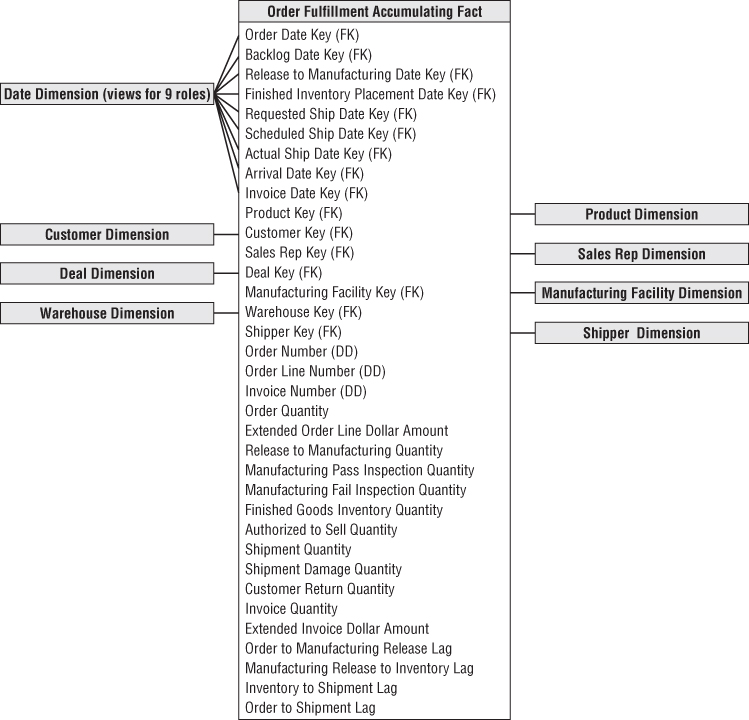 Order Fulfillment Accumulating Fact
Order Date Key (FK)
Backlog Date Key (FK)
Release to Manufacturing Date Key (FK)
Date Dimension (views for 9 roles)
Finished Inventory Placement Date Key (FK)
Requested Ship Date Key (FK)
Scheduled Ship Date Key (FK)
Actual Ship Date Key (FK)
Arrival Date Key (FK)
Invoice Date Key (FK)
Product Key (FK)
Product Dimension
Customer Dimension
Customer Key (FK)
Sales Rep Key (FK)
Sales Rep Dimension
Deal Dimension
Deal Key (FK)
Manufacturing Facility Key (FK)
Manufacturing Facility Dimension
Warehouse Dimension
Warehouse Key (FK)
Shipper Key (FK)
Shipper Dimension
Order Number (DD)
Order Line Number (DD)
Invoice Number (DD)
Order Quantity
Extended Order Line Dollar Amount
Release to Manufacturing Quantity
Manufacturing Pass Inspection Quantity
Manufacturing Fail Inspection Quantity
Finished Goods Inventory Quantity
Authorized to Sell Quantity
Shipment Quantity
Shipment Damage Quantity
Customer Return Quantity
Invoice Quantity
Extended Invoice Dollar Amount
Order to Manufacturing Release Lag
Manufacturing Release to Inventory Lag
Inventory to Shipment Lag
Order to Shipment Lag